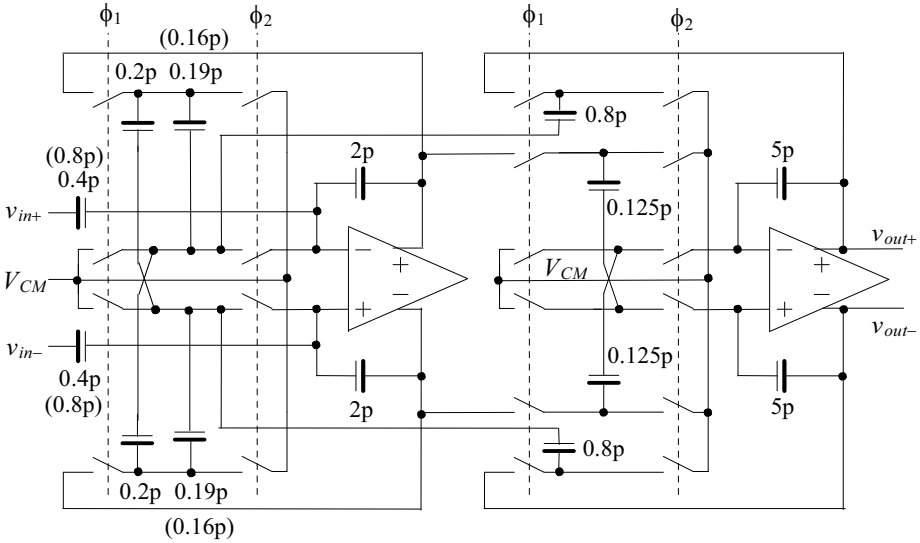 ϕ1 ϕ2 ϕ1 ϕ2
(0.16p)
0.2p 0.19p
0.8p
(0.8p)
0.4p
2p
5p
vin+
0.125p
vout+
− +
− +
VCM
VCM
+ −
+ −
vout−
vin−
0.4p
(0.8p)
0.125p
2p
5p
0.8p
0.2p 0.19p
(0.16p)